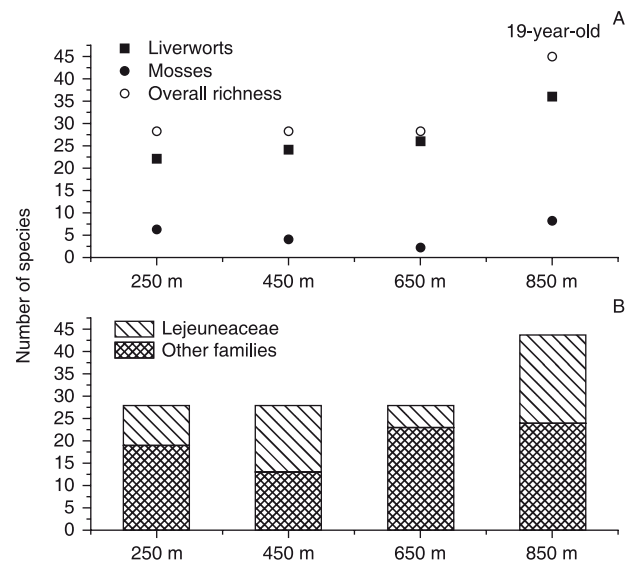 A
19-year-old
Liverworts
Mosses
Overall richness
45
40
35
30
25
20
15
10
5
0
250 m 450 m 650 m 850 m
Number of species
B
Lejeuneaceae
Other families
45
40
35
30
25
20
15
10
5
0
250 m 450 m 650 m 850 m